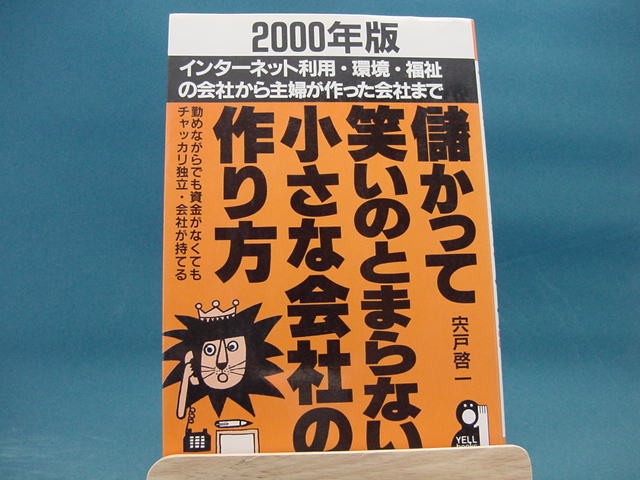 2000年版
インターネット利用・環境・福祉
の会社から主婦が作った会社まで
儲かって
笑いのとまらない
小さな会社の
作り方
勤めながらでも資金がなくても
チャッカリ独立・会社が持てる
宍戸啓一
YELL
books